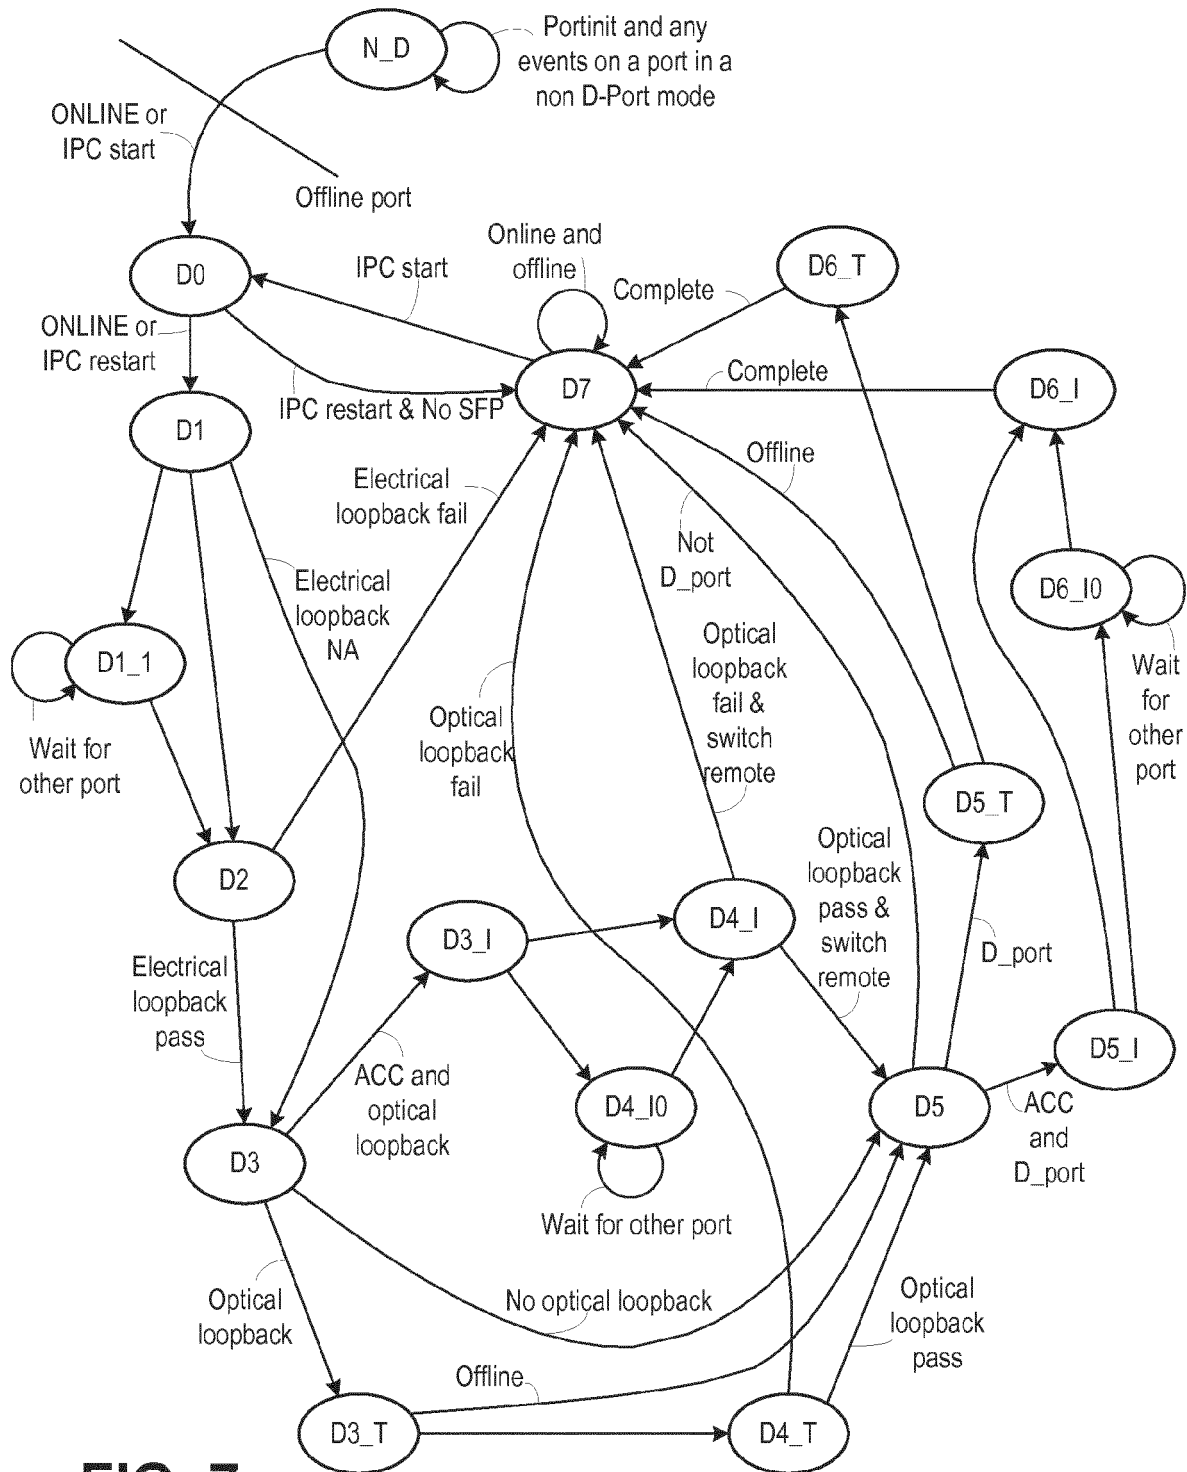 N_D
Portinit and any
events on a port in a
non D-Port mode
ONLINE or
IPC start
Offline port
D0
IPC start
Online and
offline
Complete
D6_T
ONLINE or
IPC restart
IPC restart & No SFP
D7
Complete
D6_I
D1
Electrical
loopback fail
Offline
Not
D_port
Electrical
loopback
NA
D6_I0
Wait
for
other
port
D1_1
Wait for
other port
Optical
loopback
fail
Optical
loopback
fail &
switch
remote
D5_T
D2
Optical
loopback
pass &
switch
remote
D3_I
D4_I
D_port
Electrical
loopback
pass
ACC and
optical
loopback
D4_I0
Wait for other port
D5
D5_I
ACC
and
D_port
D3
Optical
loopback
No optical loopback
Optical
loopback
pass
Offline
D3_T
D4_T